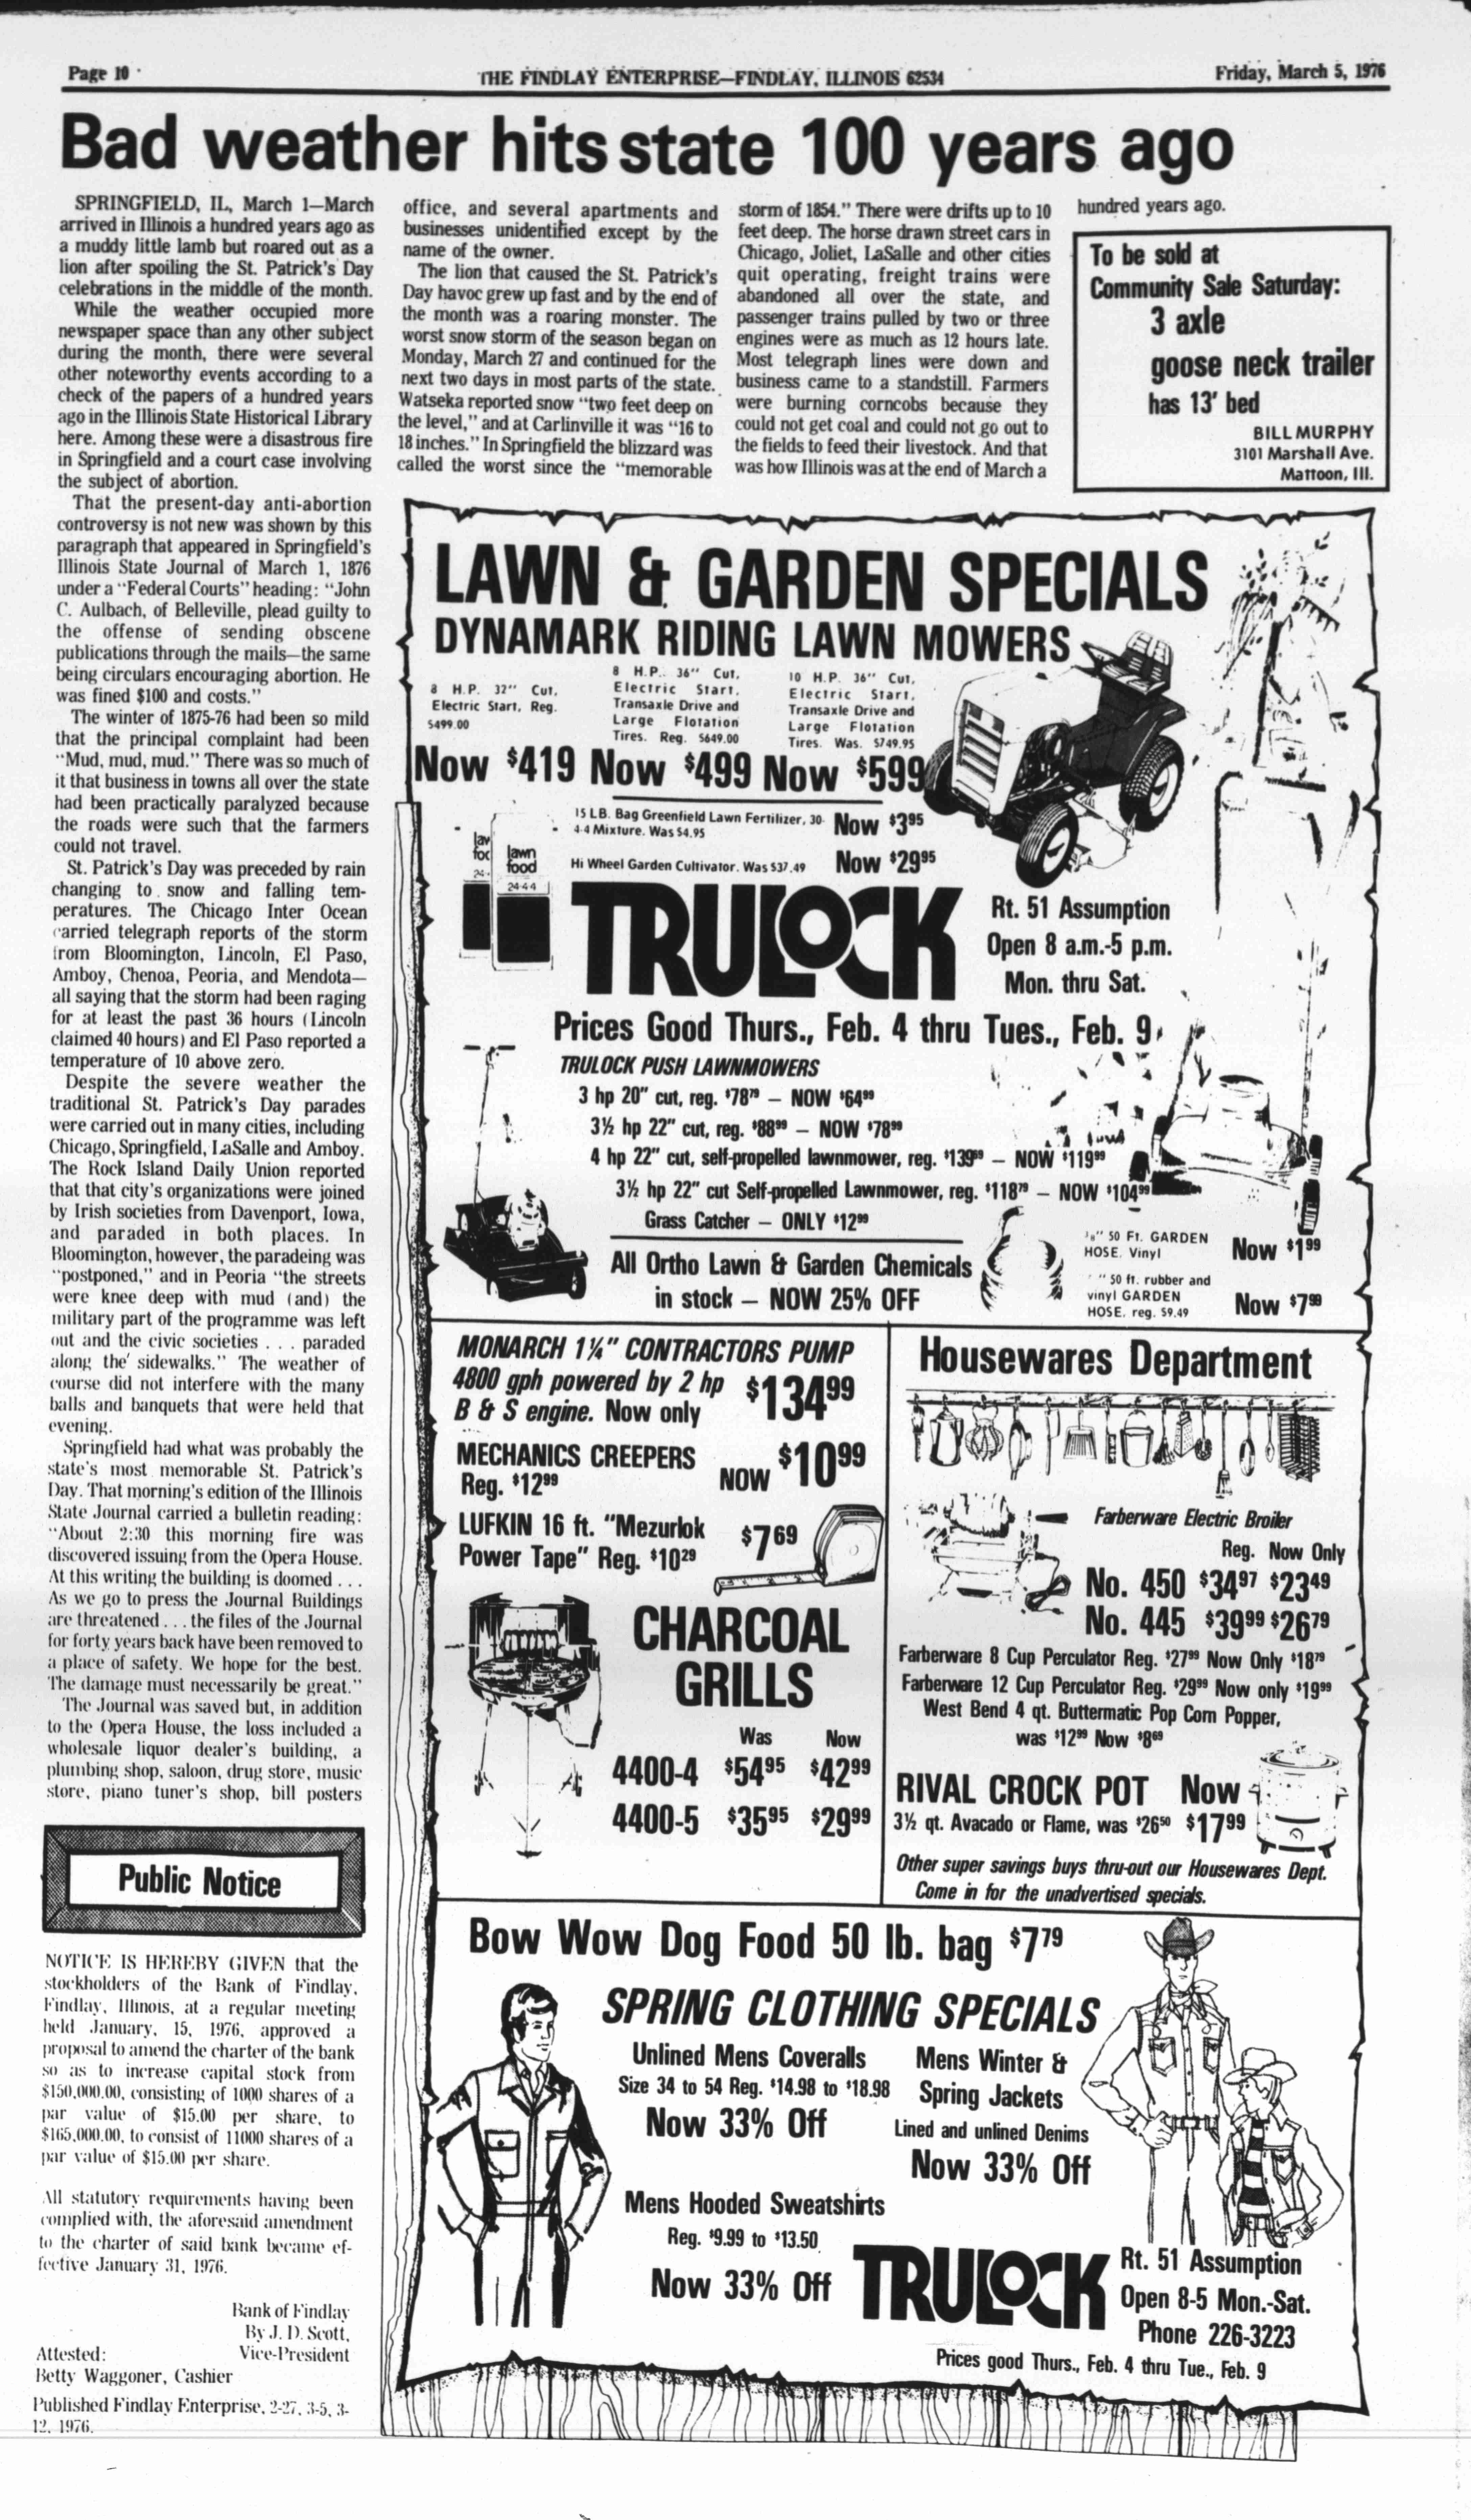 Page 10
THE FINDLAY ENTERPRISE—FINDLAY, ILLINOIS 62534
Friday, March 5, 1976
Bad weather hits state 100 years ago
SPRINGFIELD, IL, March 1—March
arrived in Illinois a hundred years ago as
a muddy little lamb but roared out as a
lion after spoiling the St. Patrick's Day
celebrations in the middle of the month.
While the weather occupied more
newspaper space than any other subject
during the month, there were several
other noteworthy events according to a
check of the papers of a hundred years
ago in the Illinois State Historical Library
here. Among these were a disastrous fire
in Springfield and a court case involving
the subject of abortion.
That the present-day anti-abortion
controversy is not new was shown by this
paragraph that appeared in Springfield's
Illinois State Journal of March 1, 1876
under a "Federal Courts" heading: "John
C. Aulbach, of Belleville, plead guilty to
the offense of sending obscene
publications through the mails—the same
being circulars encouraging abortion. He
was fined $100 and costs."
The winter of 1875-76 had been so mild
that the principal complaint had been
"Mud, mud, mud." There was so much of
it that business in towns all over the state
had been practically paralyzed because
the roads were such that the farmers
could not travel.
St. Patrick's Day was preceded by rain
changing to snow and falling tem-
peratures. The Chicago Inter Ocean
carried telegraph reports of the storm
from Bloomington, Lincoln, El Paso,
Amboy, Chenoa, Peoria, and Mendota—
all saying that the storm had been raging
for at least the past 36 hours (Lincoln
claimed 40 hours) and El Paso reported a
temperature of 10 above zero.
Despite the severe weather the
traditional St. Patrick's Day parades
were carried out in many cities, including
Chicago, Springfield, LaSalle and Amboy.
The Rock Island Daily Union reported
that that city's organizations were joined
by Irish societies from Davenport, Iowa,
and paraded in both places. In
Bloomington, however, the paradeing was
"postponed," and in Peoria "the streets
were knee deep with mud (and) the
military part of the programme was left
out and the civic societies . . . paraded
along the sidewalks." The weather of
course did not interfere with the many
balls and banquets that were held that
evening.
Springfield had what was probably the
state's most memorable St. Patrick's
Day. That morning's edition of the Illinois
State Journal carried a bulletin reading:
"About 2:30 this morning fire was
discovered issuing from the Opera House.
At this writing the building is doomed . . .
As we go to press the Journal Buildings
are threatened . . . the files of the Journal
for forty years back have been removed to
a place of safety. We hope for the best.
The damage must necessarily be great."
The Journal was saved but, in addition
to the Opera House, the loss included a
wholesale liquor dealer's building, a
plumbing shop, saloon, drug store, music
store, piano tuner's shop, bill posters
office, and several apartments and
businesses unidentified except by the
name of the owner.
The lion that caused the St. Patrick's
Day havoc grew up fast and by the end of
the month was a roaring monster. The
worst snow storm of the season began on
Monday, March 27 and continued for the
next two days in most parts of the state.
Watseka reported snow "two feet deep on
the level," and at Carlinville it was "16 to
18 inches." In Springfield the blizzard was
called the worst since the "memorable
storm of 1854." There were drifts up to 10
feet deep. The horse drawn street cars in
Chicago, Joliet, LaSalle and other cities
quit operating, freight trains were
abandoned all over the state, and
passenger trains pulled by two or three
engines were as much as 12 hours late.
Most telegraph lines were down and
business came to a standstill. Farmers
were burning corncobs because they
could not get coal and could not go out to
the fields to feed their livestock. And that
was how Illinois was at the end of March a
hundred years ago.
To be sold at
Community Sale Saturday:
3 axle
goose neck trailer
has 13' bed
BILL MURPHY
3101 Marshall Ave.
Mattoon, Ill.
LAWN & GARDEN SPECIALS
DYNAMARK RIDING LAWN MOWERS
8 H.P. 32" Cut,
Electric Start, Reg.
$499.00
Now $419
8 H.P. 36" Cut,
Electric Start,
Transaxle Drive and
Large Flotation
Tires. Reg. $649.00
Now $499
10 H.P. 36" Cut,
Electric Start,
Transaxle Drive and
Large Flotation
Tires. Was. $749.95
Now $599
15 LB. Bag Greenfield Lawn Fertilizer, 30-
4-4 Mixture. Was $4.95
Now $3.95
Hi Wheel Garden Cultivator. Was $37.49
Now $29.95
lawn
food
24-4-4
TRULOCK
Rt. 51 Assumption
Open 8 a.m.-5 p.m.
Mon. thru Sat.
Prices Good Thurs., Feb. 4 thru Tues., Feb. 9
TRULOCK PUSH LAWNMOWERS
3 hp 20" cut, reg. $78.79 — NOW $64.99
3½ hp 22" cut, reg. $88.99 — NOW $78.99
4 hp 22" cut, self-propelled lawnmower, reg. $139.69 — NOW $119.99
3½ hp 22" cut Self-propelled Lawnmower, reg. $118.79 — NOW $104.99
Grass Catcher — ONLY $12.99
All Ortho Lawn & Garden Chemicals
in stock — NOW 25% OFF
50 Ft. GARDEN
HOSE. Vinyl
Now $1.99
50 ft. rubber and
vinyl GARDEN
HOSE. reg. $9.49
Now $7.99
MONARCH 1¼" CONTRACTORS PUMP
4800 gph powered by 2 hp
B & S engine. Now only
$134.99
MECHANICS CREEPERS
Reg. $12.99
NOW $10.99
LUFKIN 16 ft. "Mezurlok
Power Tape" Reg. $10.29
$7.69
CHARCOAL
GRILLS
Was Now
4400-4 $54.95 $42.99
4400-5 $35.95 $29.99
Housewares Department
Farberware Electric Broiler
Reg. Now Only
No. 450 $34.97 $23.49
No. 445 $39.99 $26.79
Farberware 8 Cup Perculator Reg. $27.99 Now Only $18.79
Farberware 12 Cup Perculator Reg. $29.99 Now only $19.99
West Bend 4 qt. Buttermatic Pop Corn Popper,
was $12.99 Now $8.69
RIVAL CROCK POT Now
3½ qt. Avacado or Flame, was $26.50 $17.99
Other super savings buys thru-out our Housewares Dept.
Come in for the unadvertised specials.
Bow Wow Dog Food 50 lb. bag $7.79
SPRING CLOTHING SPECIALS
Unlined Mens Coveralls
Size 34 to 54 Reg. $14.98 to $18.98
Now 33% Off
Mens Winter &
Spring Jackets
Lined and unlined Denims
Now 33% Off
Mens Hooded Sweatshirts
Reg. $9.99 to $13.50
Now 33% Off
TRULOCK
Rt. 51 Assumption
Open 8-5 Mon.-Sat.
Phone 226-3223
Prices good Thurs., Feb. 4 thru Tue., Feb. 9
Public Notice
NOTICE IS HEREBY GIVEN that the
stockholders of the Bank of Findlay,
Findlay, Illinois, at a regular meeting
held January, 15, 1976, approved a
proposal to amend the charter of the bank
so as to increase capital stock from
$150,000.00, consisting of 1000 shares of a
par value of $15.00 per share, to
$165,000.00, to consist of 11000 shares of a
par value of $15.00 per share.
All statutory requirements having been
complied with, the aforesaid amendment
to the charter of said bank became ef-
fective January 31, 1976.
Bank of Findlay
By J. D. Scott,
Vice-President
Attested:
Betty Waggoner, Cashier
Published Findlay Enterprise, 2-27, 3-5, 3-
12, 1976.